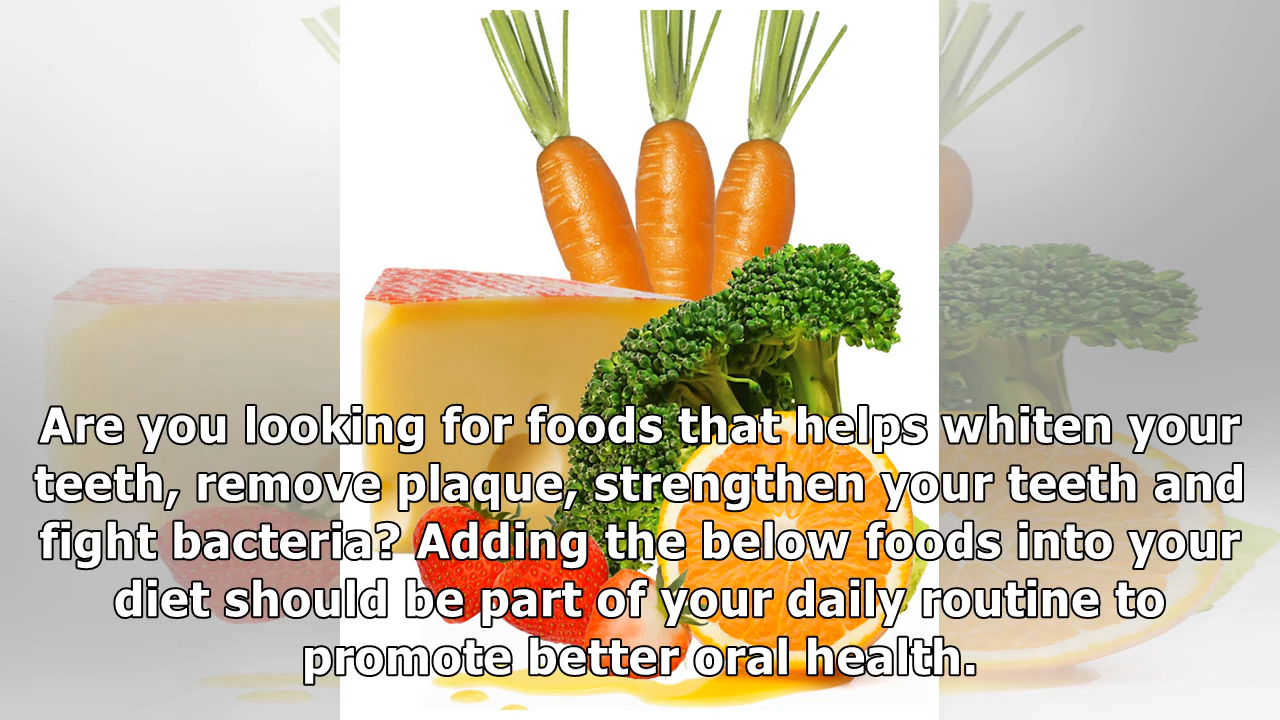 Are you looking for foods that helps whiten your
teeth, remove plaque, strengthen your teeth and
fight bacteria? Adding the below foods into your
diet should be part of your daily routine to
promote better oral health.